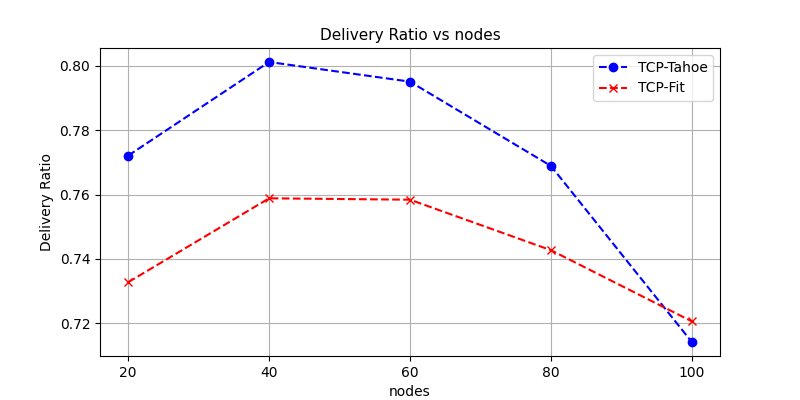 Delivery Ratio vs nodes
TCP-Tahoe
TCP-Fit
Delivery Ratio
0.80
0.78
0.76
0.74
0.72
20 40 60 80 100
nodes